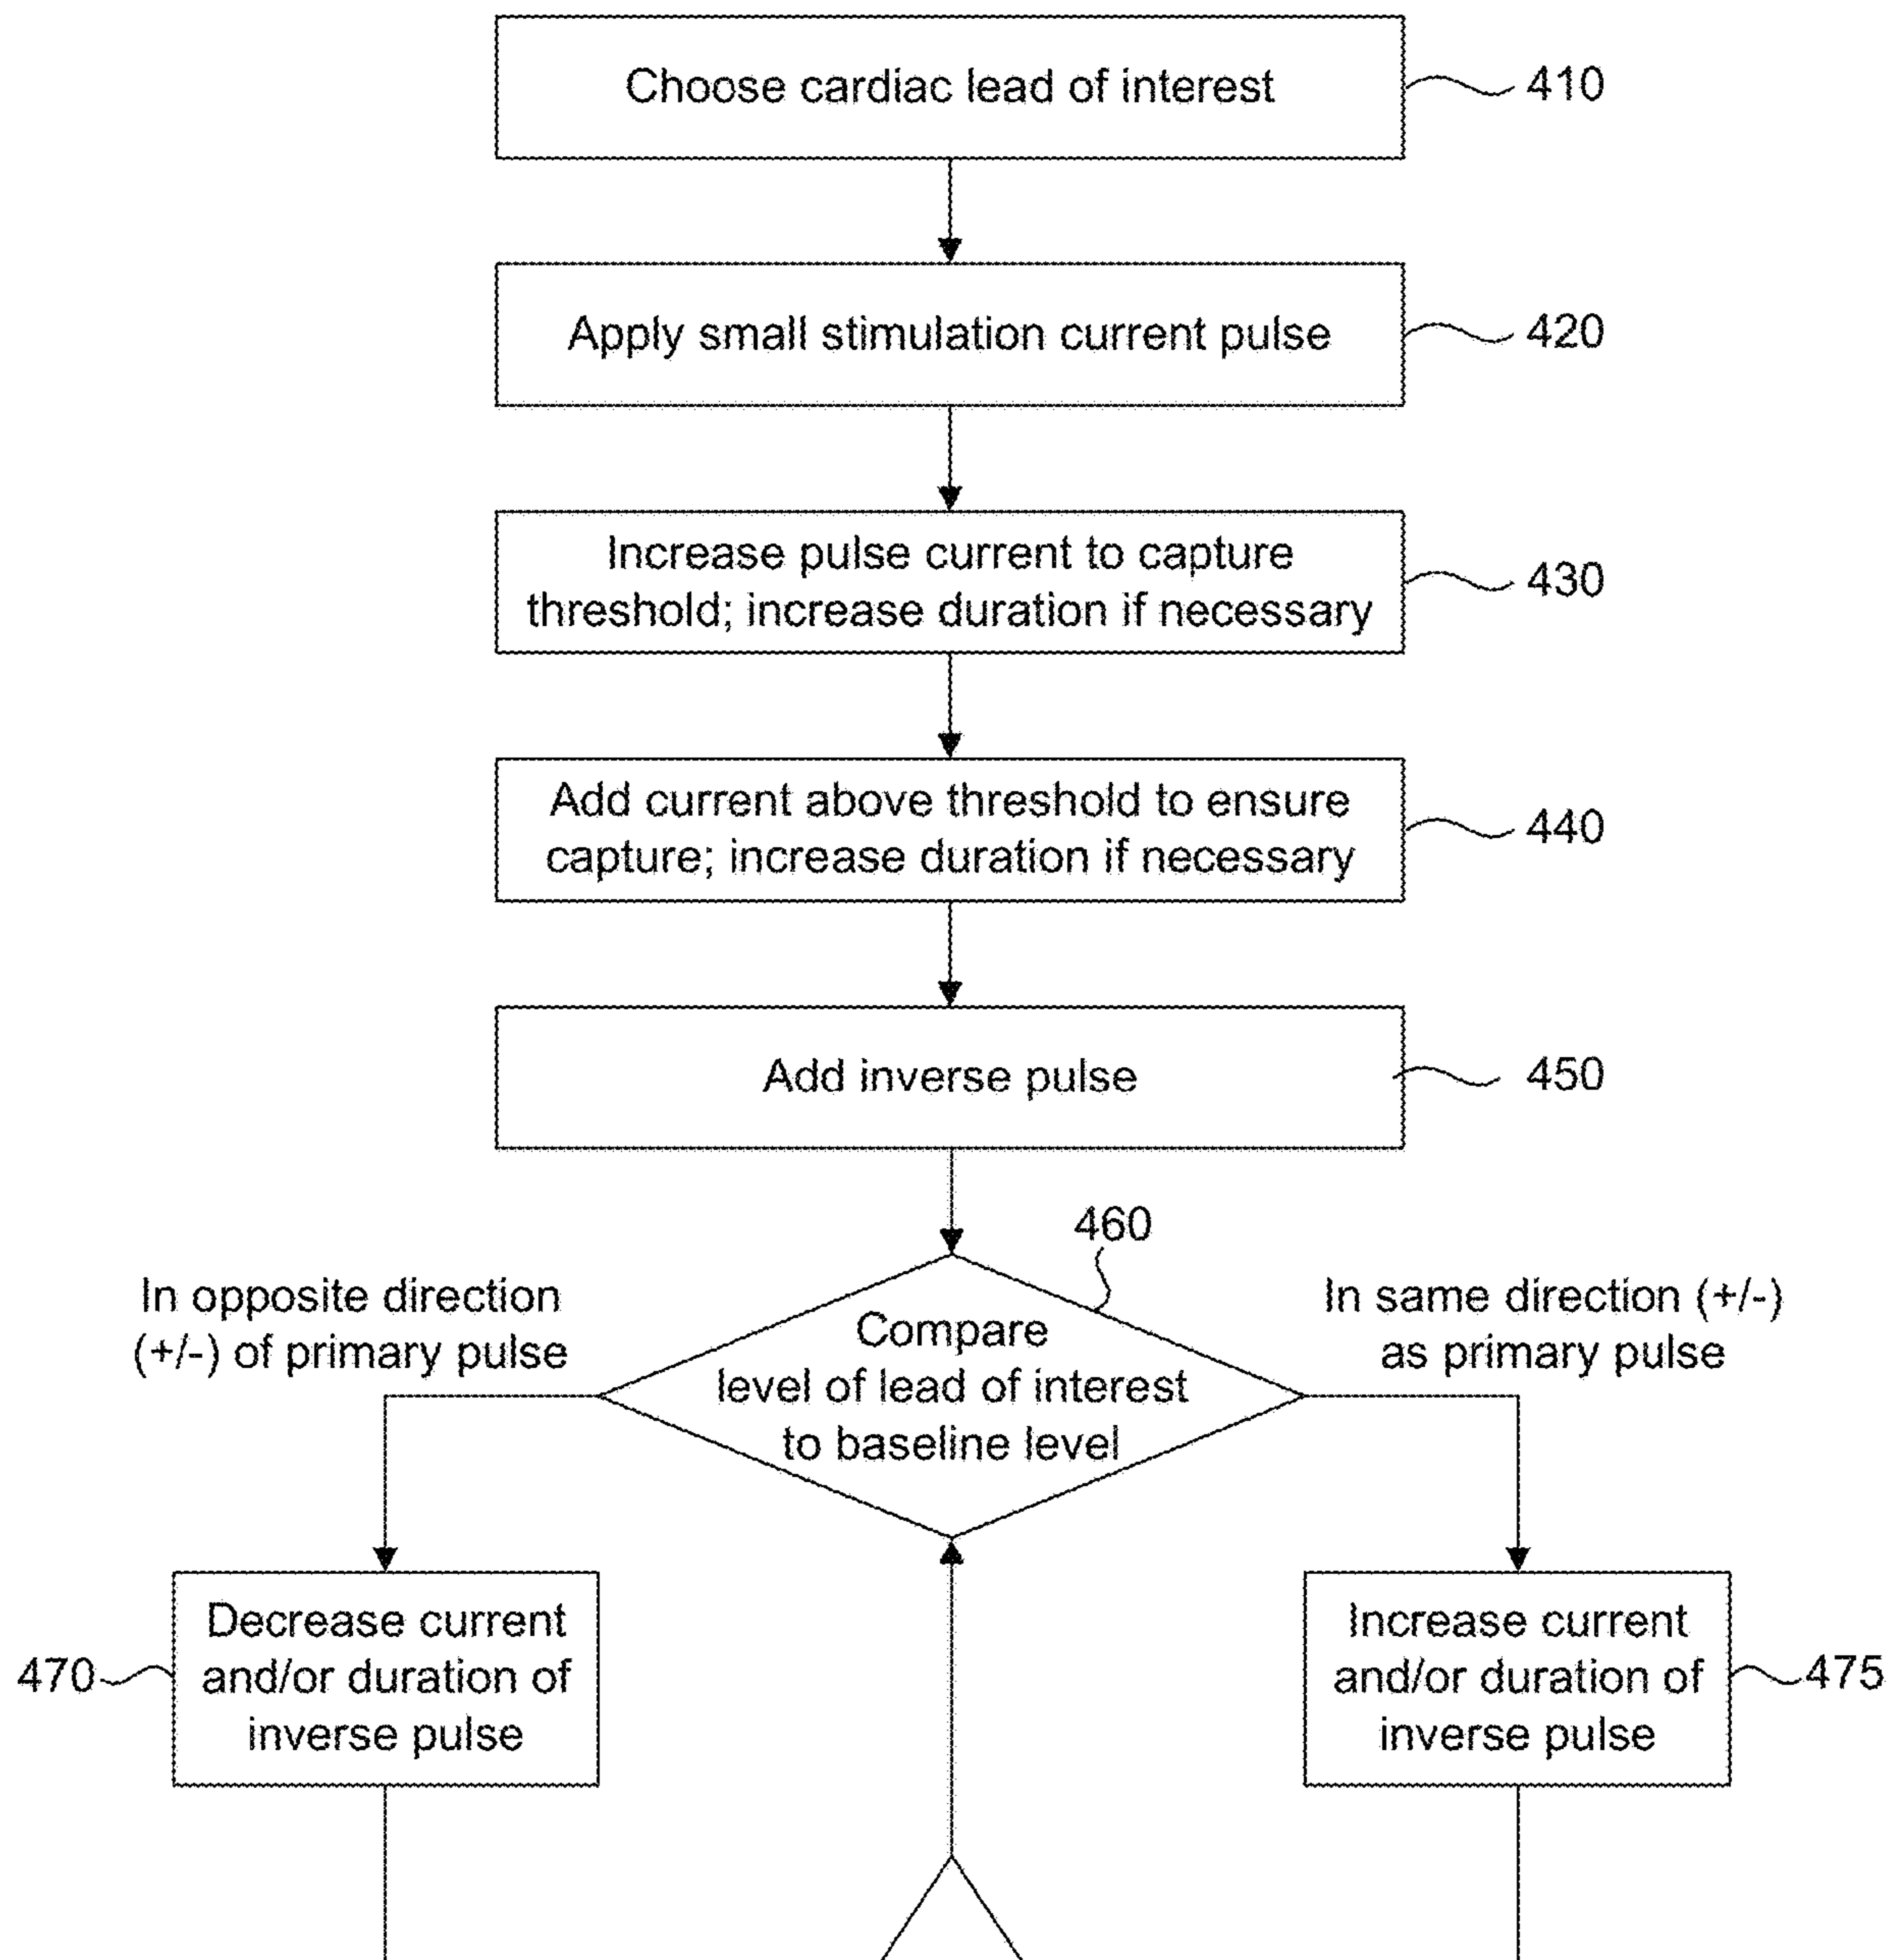 Choose cardiac lead of interest
410
Apply small stimulation current pulse
420
Increase pulse current to capture
threshold; increase duration if necessary
430
Add current above threshold to ensure
capture; increase duration if necessary
440
Add inverse pulse
450
460
In opposite direction
(+/-) of primary pulse
Compare
level of lead of interest
to baseline level
In same direction (+/-)
as primary pulse
470
Decrease current
and/or duration of
inverse pulse
Increase current
and/or duration of
inverse pulse
475